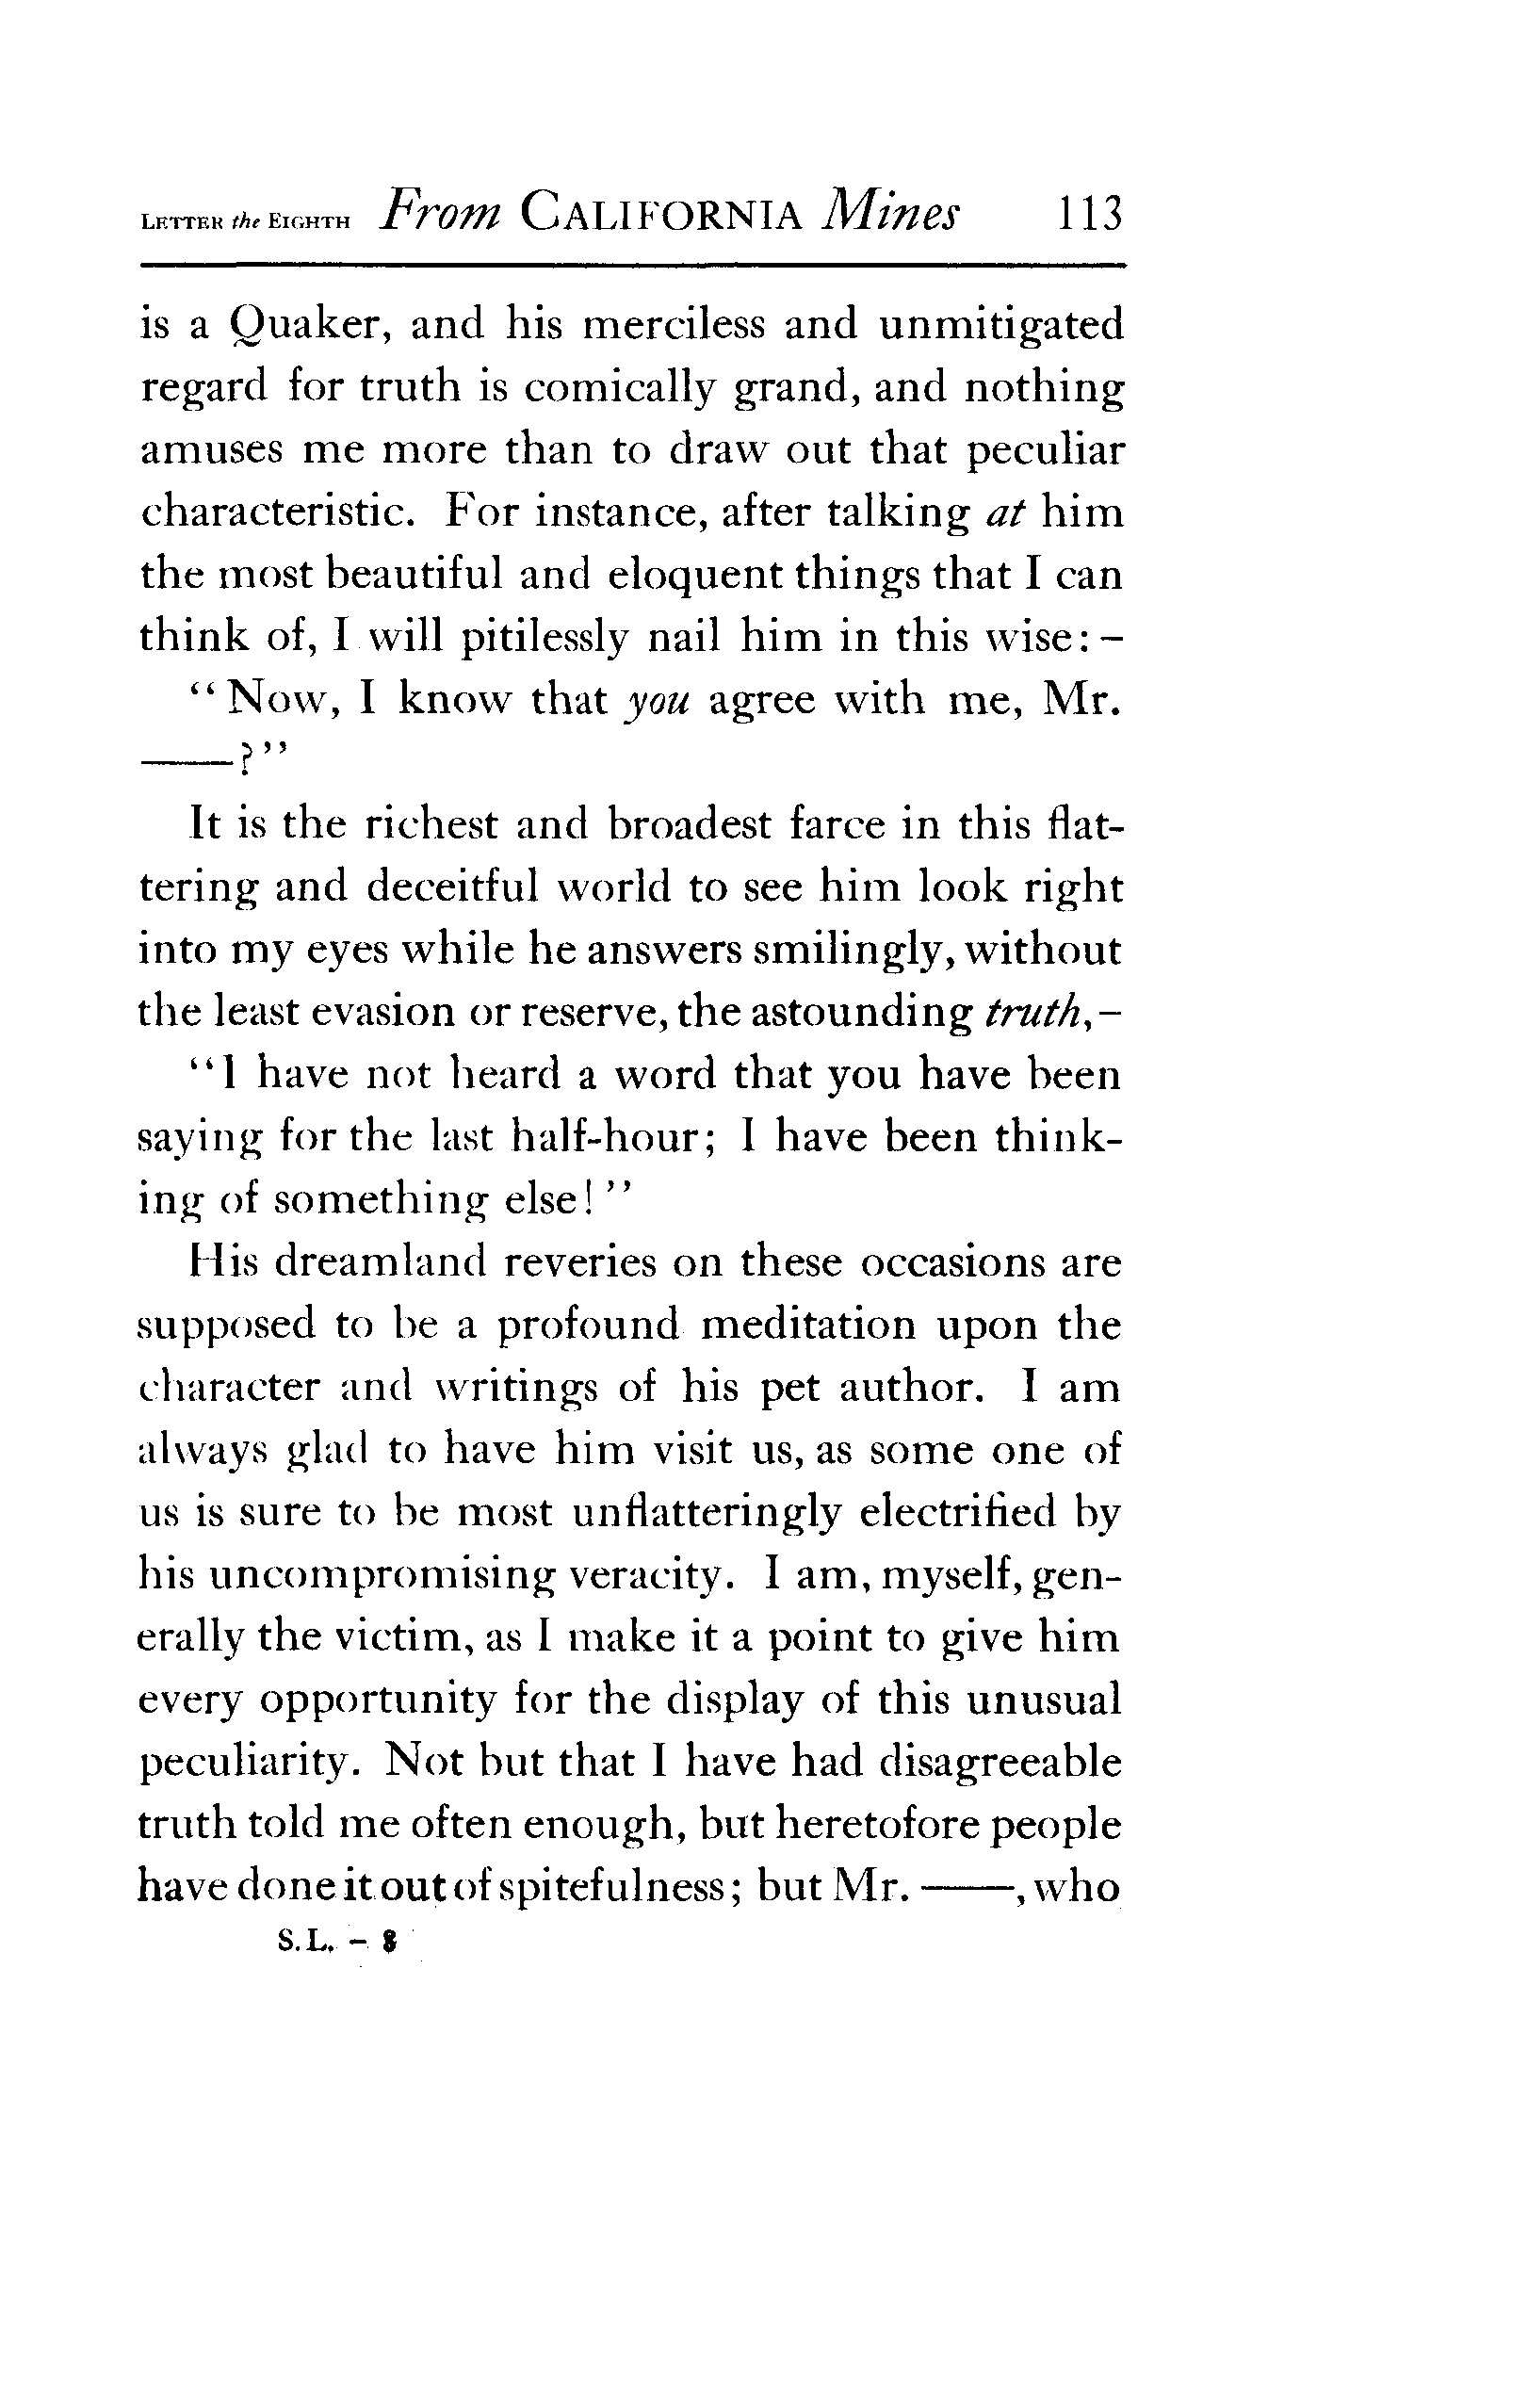 LETTER the EIGHTH From CALIFORNIA Mines 113
is a Quaker, and his merciless and unmitigated
regard for truth is comically grand, and nothing
amuses me more than to draw out that peculiar
characteristic. For instance, after talking at him
the most beautiful and eloquent things that I can
think of, I will pitilessly nail him in this wise: –
“Now, I know that you agree with me, Mr.
——?”
It is the richest and broadest farce in this flat-
tering and deceitful world to see him look right
into my eyes while he answers smilingly, without
the least evasion or reserve, the astounding truth, –
“I have not heard a word that you have been
saying for the last half-hour; I have been think-
ing of something else!”
His dreamland reveries on these occasions are
supposed to be a profound meditation upon the
character and writings of his pet author. I am
always glad to have him visit us, as some one of
us is sure to be most unflatteringly electrified by
his uncompromising veracity. I am, myself, gen-
erally the victim, as I make it a point to give him
every opportunity for the display of this unusual
peculiarity. Not but that I have had disagreeable
truth told me often enough, but heretofore people
have done it out of spitefulness; but Mr. ——, who
S.L. – 8